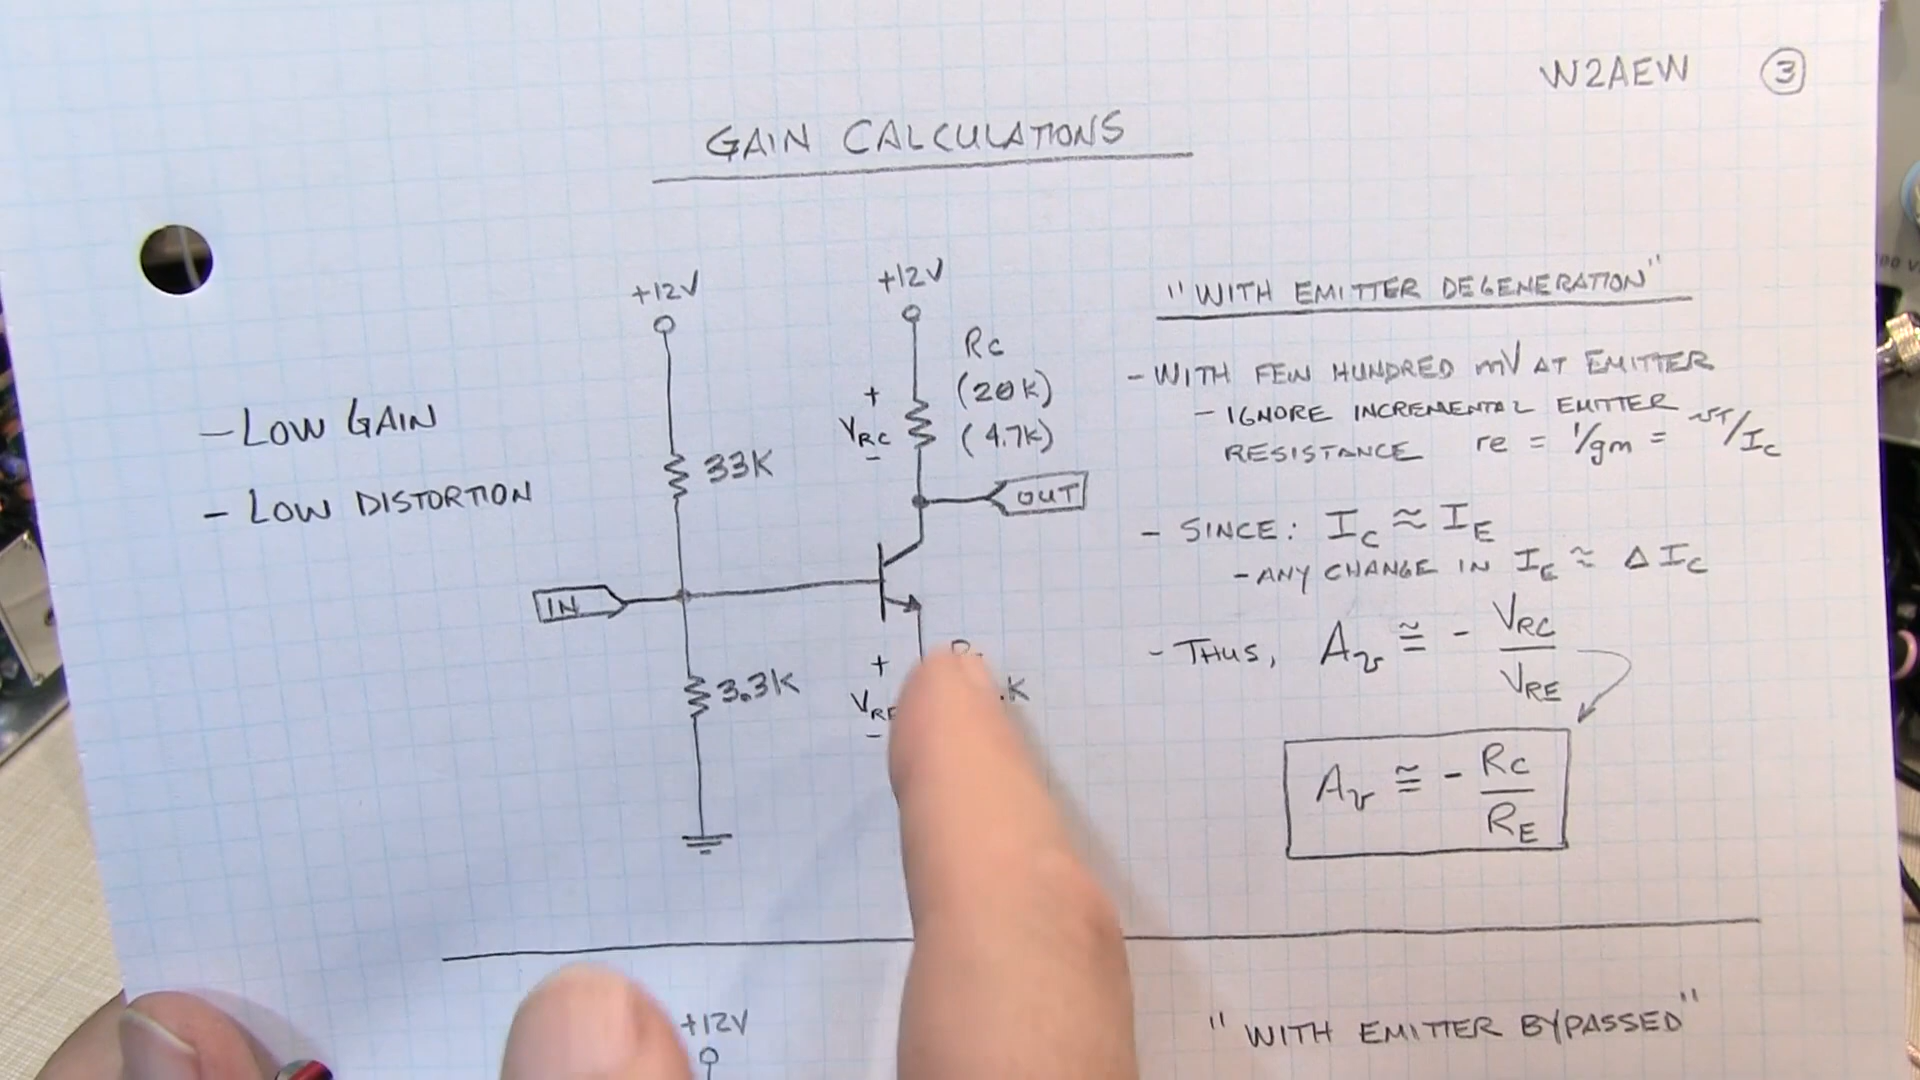 W2AEW ③
GAIN CALCULATIONS
+12V
+12V
- LOW GAIN
- LOW DISTORTION
33K
3.3K
IN
RC
(20K)
(4.7K)
+
VRC
-
OUT
+
VRE
-
"WITH EMITTER DEGENERATION"
- WITH FEW HUNDRED mV AT EMITTER
- IGNORE INCREMENTAL EMITTER
RESISTANCE re = 1/gm = VT/IC
- SINCE: IC ≈ IE
- ANY CHANGE IN IE ≈ Δ IC
- THUS, Av ≅ - VRC
VRE
Av ≅ - RC
RE
+12V
"WITH EMITTER BYPASSED"